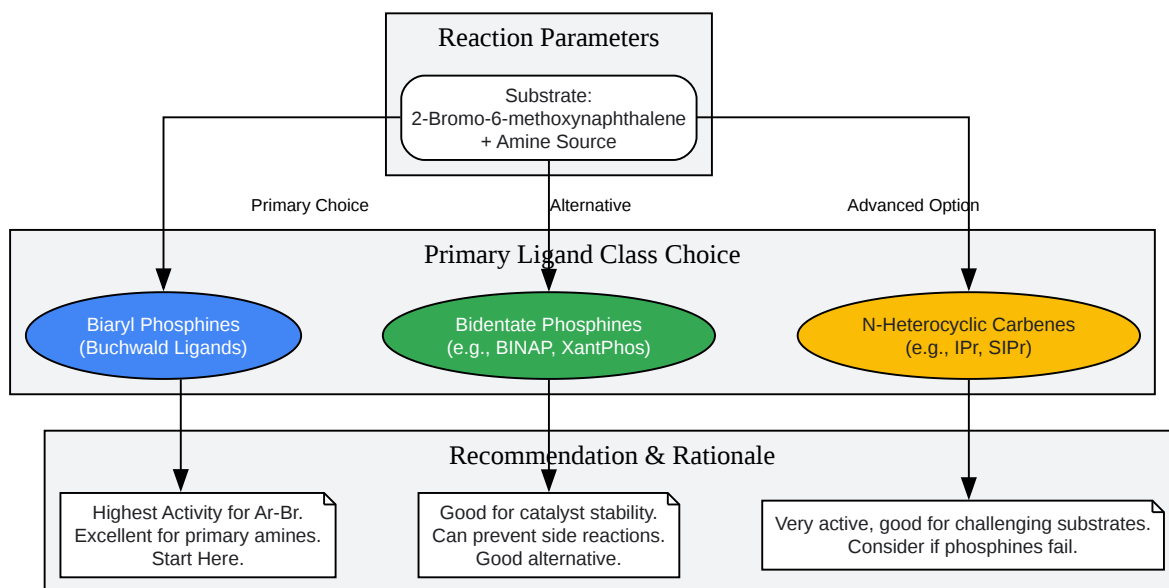 Reaction Parameters
Substrate:
2-Bromo-6-methoxynaphthalene
+ Amine Source
Primary Choice
Alternative
Advanced Option
Primary Ligand Class Choice
Biaryl Phosphines
(Buchwald Ligands)
Bidentate Phosphines
(e.g., BINAP, XantPhos)
N-Heterocyclic Carbenes
(e.g., IPr, SIPr)
Recommendation & Rationale
Highest Activity for Ar-Br.
Excellent for primary amines.
Start Here.
Good for catalyst stability.
Can prevent side reactions.
Good alternative.
Very active, good for challenging substrates.
Consider if phosphines fail.